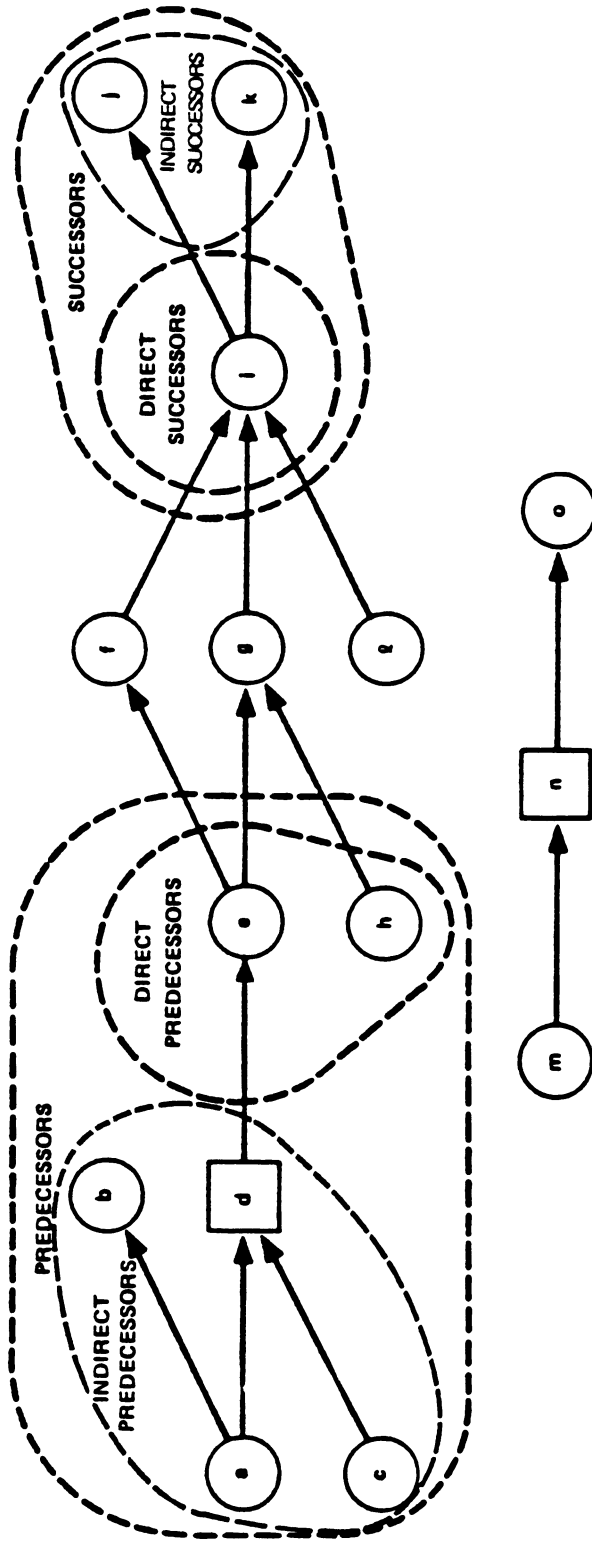 PREDECESSORS
INDIRECT
PREDECESSORS
a
b
c
d
DIRECT
PREDECESSORS
e
h
f
g
ℓ
SUCCESSORS
DIRECT
SUCCESSORS
i
INDIRECT
SUCCESSORS
j
k
m
n
o